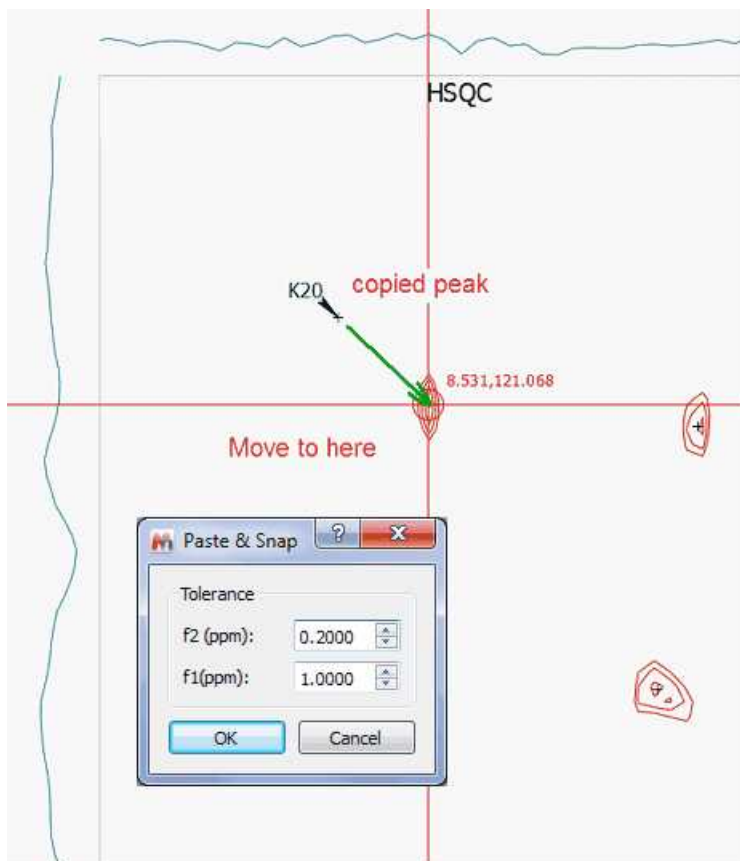 HSQC
K20
copied peak
8.531,121.068
Move to here
Paste & Snap
Tolerance
f2 (ppm):
0.2000
f1(ppm):
1.0000
OK
Cancel